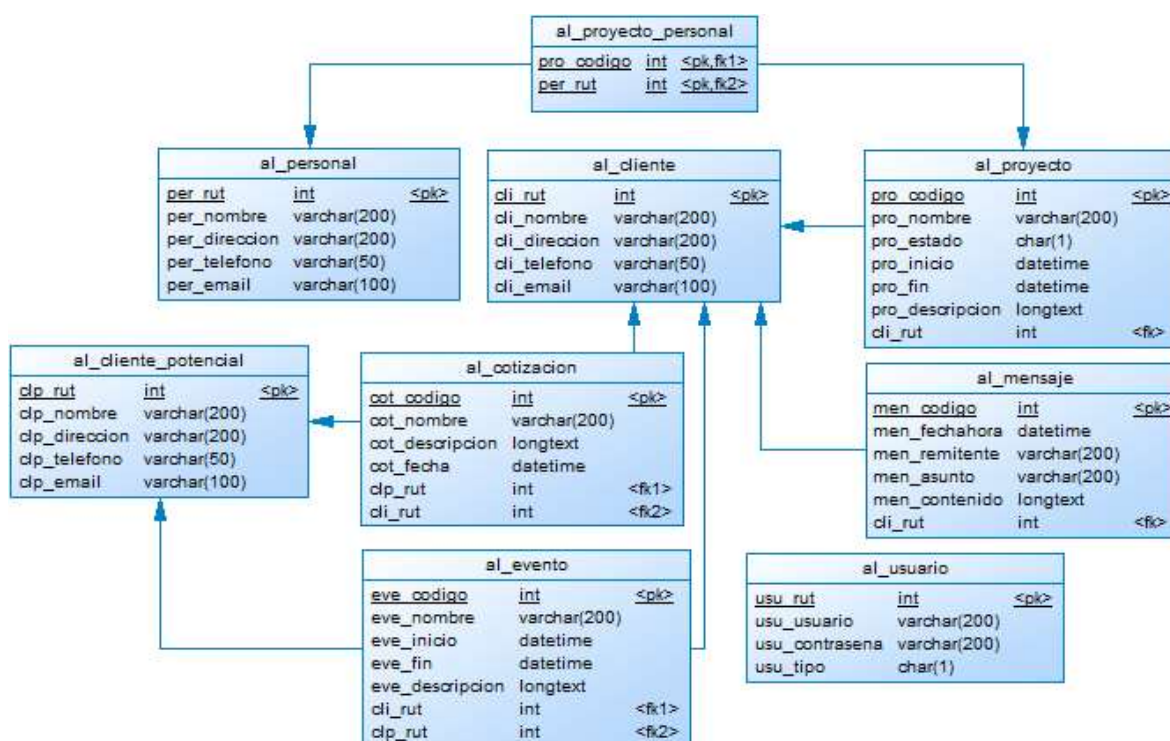 al_proyecto_personal
pro_codigo int <pk,fk1>
per_rut int <pk,fk2>
al_personal
per_rut int <pk>
per_nombre varchar(200)
per_direccion varchar(200)
per_telefono varchar(50)
per_email varchar(100)
al_cliente
cli_rut int <pk>
cli_nombre varchar(200)
cli_direccion varchar(200)
cli_telefono varchar(50)
cli_email varchar(100)
al_proyecto
pro_codigo int <pk>
pro_nombre varchar(200)
pro_estado char(1)
pro_inicio datetime
pro_fin datetime
pro_descripcion longtext
cli_rut int <fk>
al_cliente_potencial
clp_rut int <pk>
clp_nombre varchar(200)
clp_direccion varchar(200)
clp_telefono varchar(50)
clp_email varchar(100)
al_cotizacion
cot_codigo int <pk>
cot_nombre varchar(200)
cot_descripcion longtext
cot_fecha datetime
clp_rut int <fk1>
cli_rut int <fk2>
al_mensaje
men_codigo int <pk>
men_fechahora datetime
men_remitente varchar(200)
men_asunto varchar(200)
men_contenido longtext
cli_rut int <fk>
al_evento
eve_codigo int <pk>
eve_nombre varchar(200)
eve_inicio datetime
eve_fin datetime
eve_descripcion longtext
cli_rut int <fk1>
clp_rut int <fk2>
al_usuario
usu_rut int <pk>
usu_usuario varchar(200)
usu_contrasena varchar(200)
usu_tipo char(1)